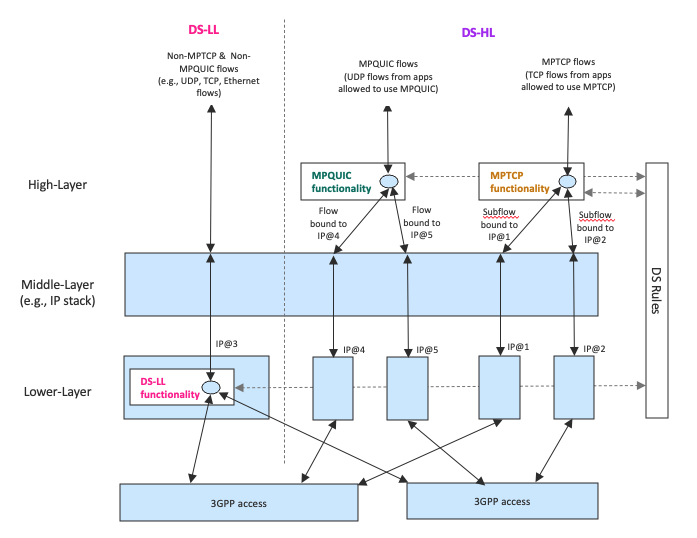 DS-LL
DS-HL
Non-MPTCP & Non-
MPQUIC flows
(e.g., UDP, TCP, Ethernet
flows)
MPQUIC flows
(UDP flows from apps
allowed to use MPQUIC)
MPTCP flows
(TCP flows from apps
allowed to use MPTCP)
High-Layer
MPQUIC
functionality
MPTCP
functionality
Flow
bound to
IP@4
Flow
bound to
IP@5
Subflow
bound to
IP@1
Subflow
bound to
IP@2
Middle-Layer
(e.g., IP stack)
DS Rules
IP@3
IP@4
IP@5
IP@1
IP@2
Lower-Layer
DS-LL
functionality
3GPP access
3GPP access